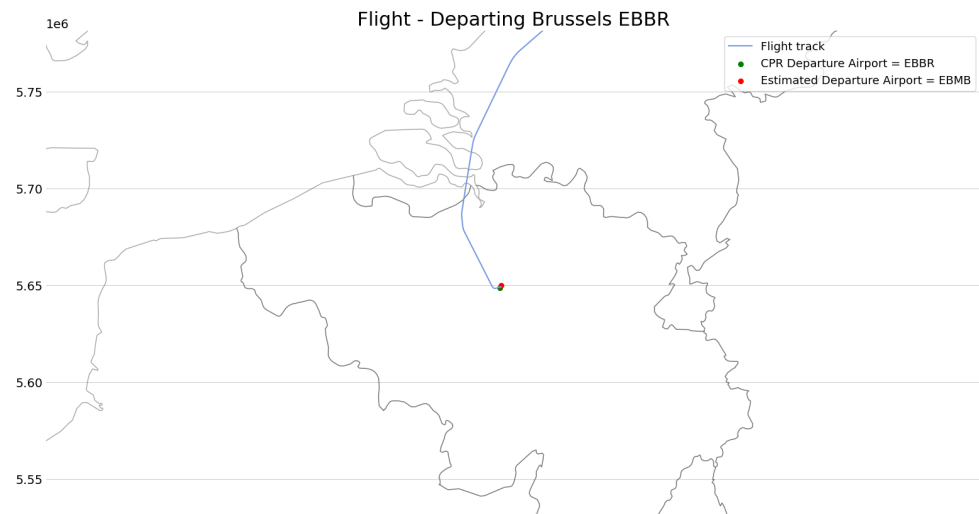 Flight - Departing Brussels EBBR
1e6
Flight track
CPR Departure Airport = EBBR
Estimated Departure Airport = EBMB
5.75
5.70
5.65
5.60
5.55